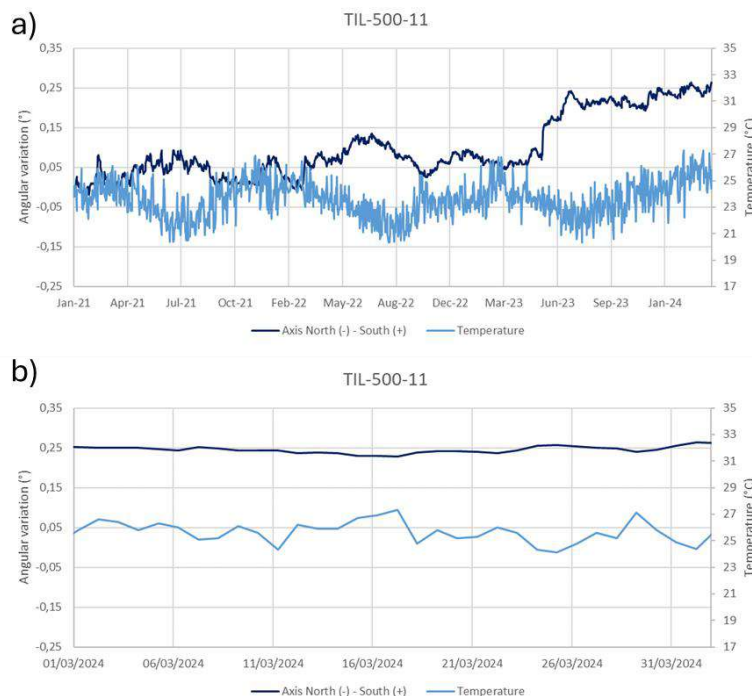 a)
TIL-500-11
0,35
0,25
0,15
0,05
-0,05
-0,15
-0,25
Angular variation (°)
35
33
31
29
27
25
23
21
19
17
Temperature (°C)
Jan-21 Apr-21 Jul-21 Oct-21 Feb-22 May-22 Aug-22 Dec-22 Mar-23 Jun-23 Sep-23 Jan-24
Axis North (-) - South (+) Temperature
b)
TIL-500-11
0,35
0,25
0,15
0,05
-0,05
-0,15
-0,25
Angular variation (°)
35
33
31
29
27
25
23
21
19
17
Temperature (°C)
01/03/2024 06/03/2024 11/03/2024 16/03/2024 21/03/2024 26/03/2024 31/03/2024
Axis North (-) - South (+) Temperature